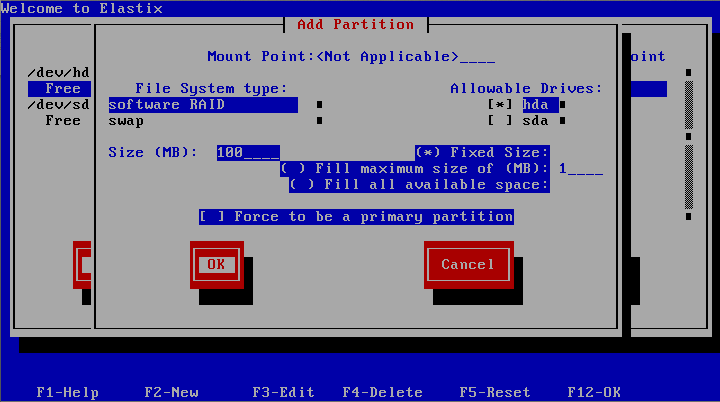 Welcome to Elastix
Add Partition
Mount Point:<Not Applicable>____
oint
/dev/hd
File System type:
Allowable Drives:
Free
software RAID
[*] hda
/dev/sd
swap
[ ] sda
Free
Size (MB):
100____
(*) Fixed Size:
( ) Fill maximum size of (MB):
1____
( ) Fill all available space:
[ ] Force to be a primary partition
OK
Cancel
F1-Help
F2-New
F3-Edit
F4-Delete
F5-Reset
F12-OK